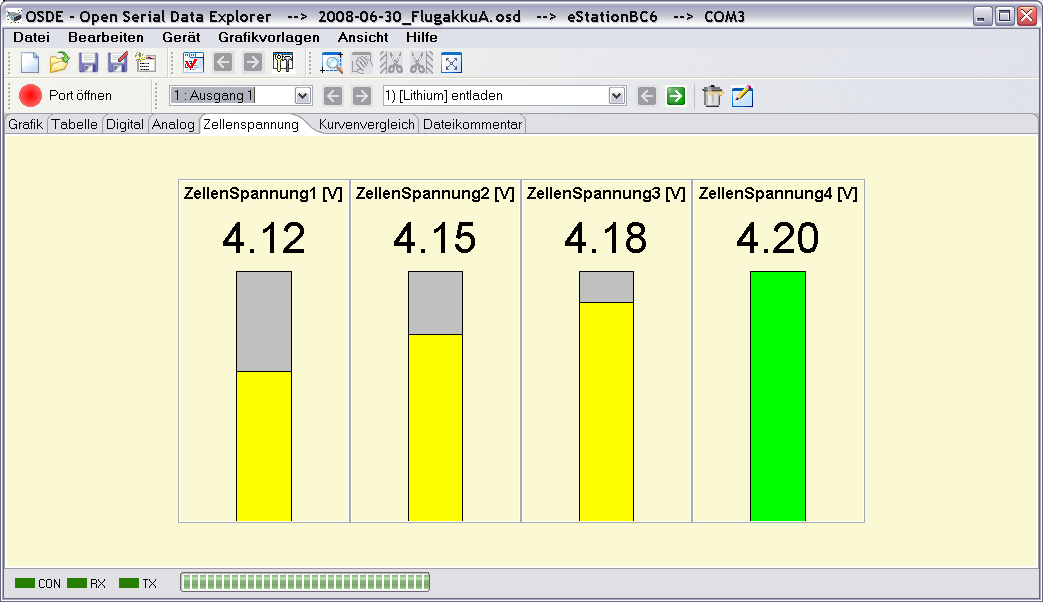 OSDE - Open Serial Data Explorer --> 2008-06-30_FlugakkuA.osd --> eStationBC6 --> COM3
Datei Bearbeiten Gerät Grafikvorlagen Ansicht Hilfe
Port öffnen 1 : Ausgang 1 1) [Lithium] entladen
Grafik Tabelle Digital Analog Zellenspannung Kurvenvergleich Dateikommentar
ZellenSpannung1 [V] ZellenSpannung2 [V] ZellenSpannung3 [V] ZellenSpannung4 [V]
4.12 4.15 4.18 4.20
CON RX TX